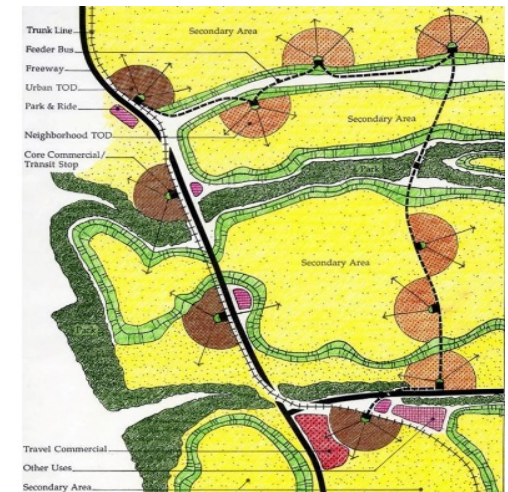 Trunk Line
Secondary Area
Feeder Bus
Freeway
Urban TOD
Park & Ride
Secondary Area
Neighborhood TOD
Core Commercial/
Transit Stop
Park
Secondary Area
Park
Travel Commercial
Other Uses
Secondary Area